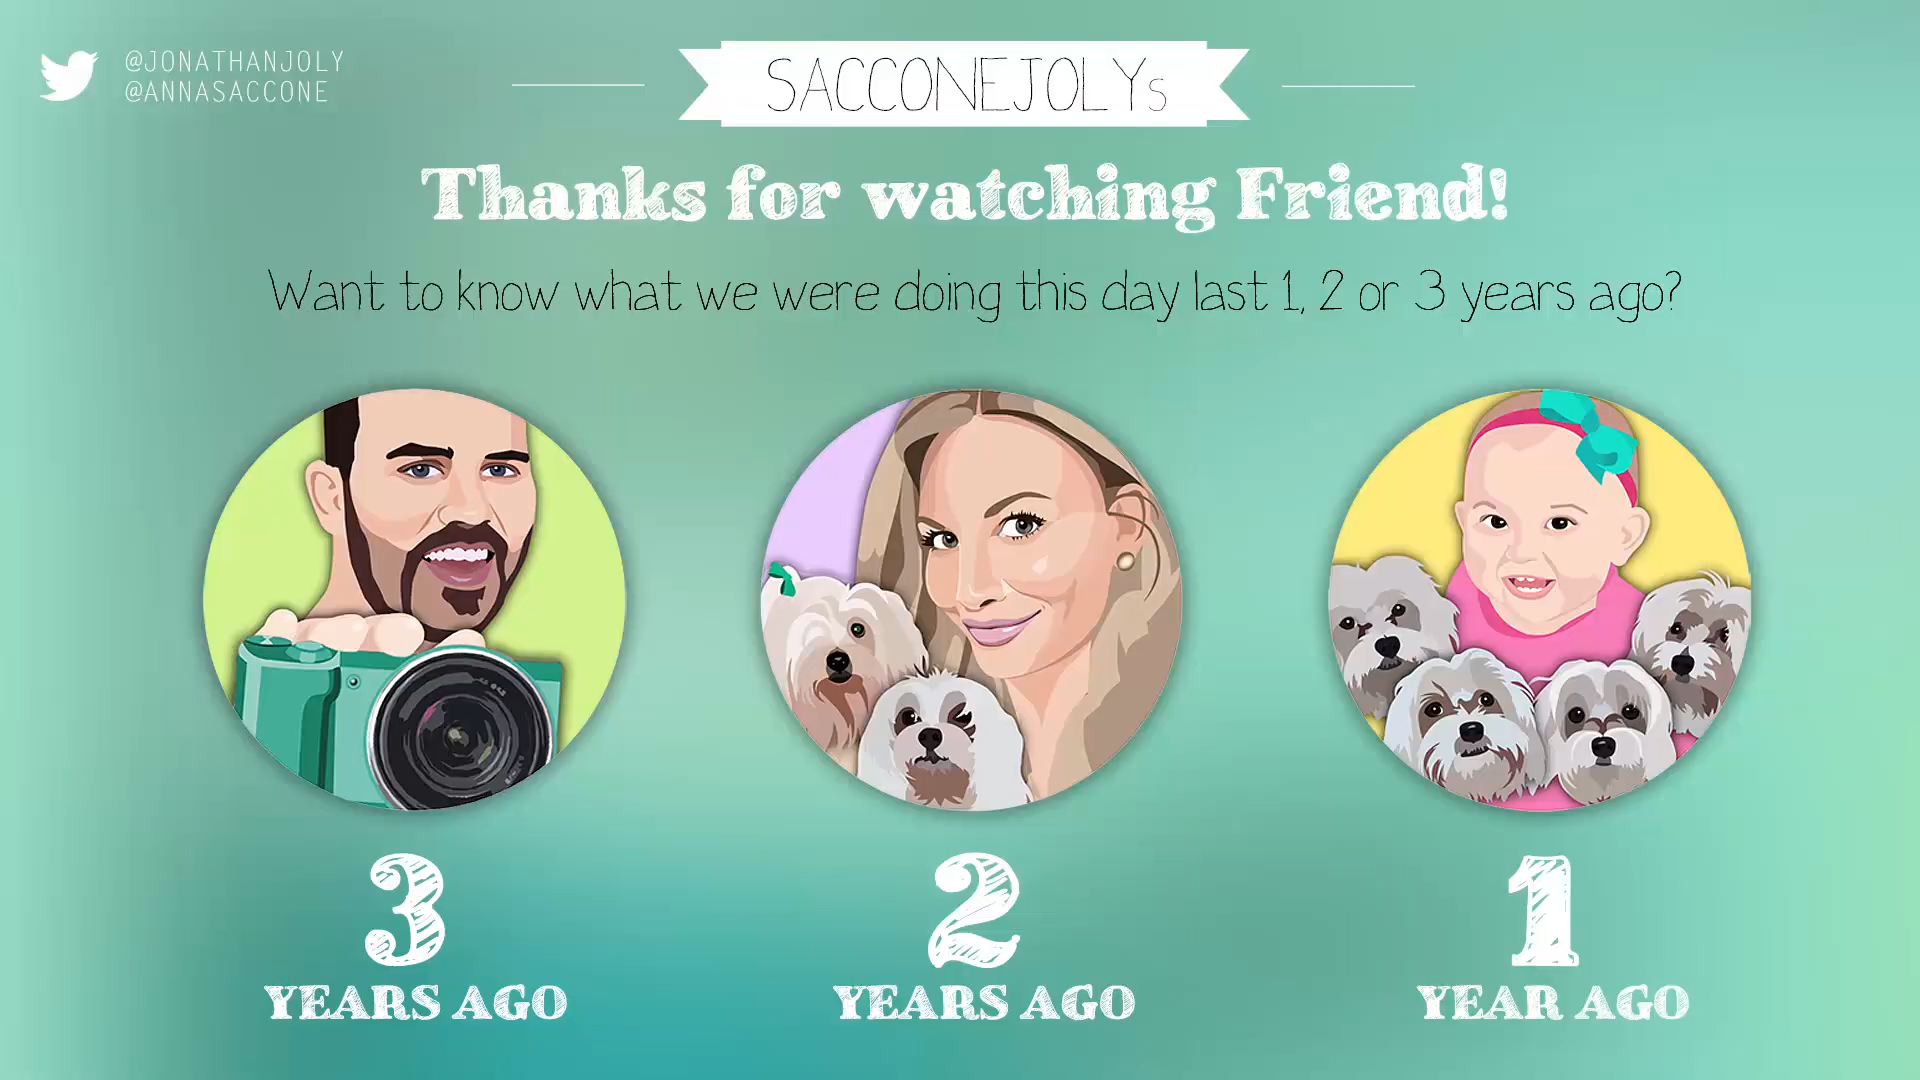 @JONATHANJOLY
@ANNASACCONE
SACCONEJOLYs
Thanks for watching Friend!
Want to know what we were doing this day last 1, 2 or 3 years ago?
3
YEARS AGO
2
YEARS AGO
1
YEAR AGO